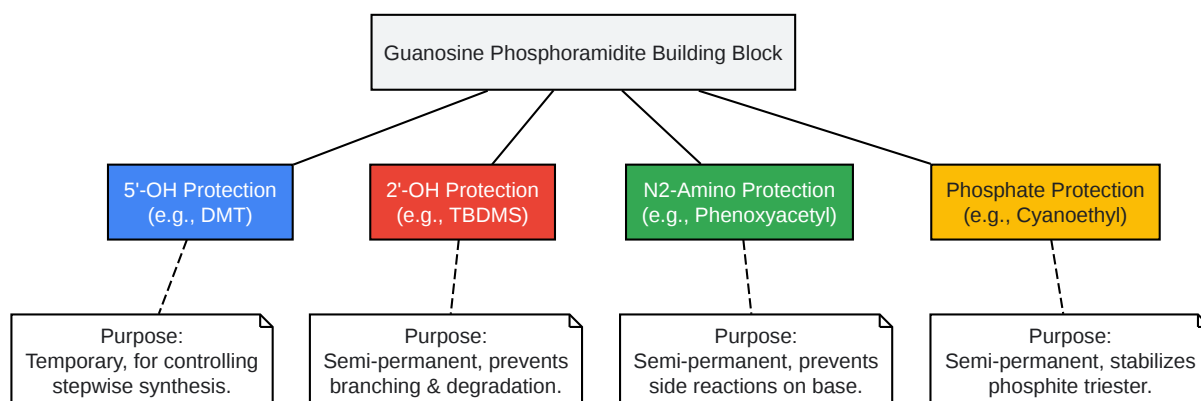 Guanosine Phosphoramidite Building Block
5'-OH Protection
(e.g., DMT)
2'-OH Protection
(e.g., TBDMS)
N2-Amino Protection
(e.g., Phenoxyacetyl)
Phosphate Protection
(e.g., Cyanoethyl)
Purpose:
Temporary, for controlling
stepwise synthesis.
Purpose:
Semi-permanent, prevents
branching & degradation.
Purpose:
Semi-permanent, prevents
side reactions on base.
Purpose:
Semi-permanent, stabilizes
phosphite triester.